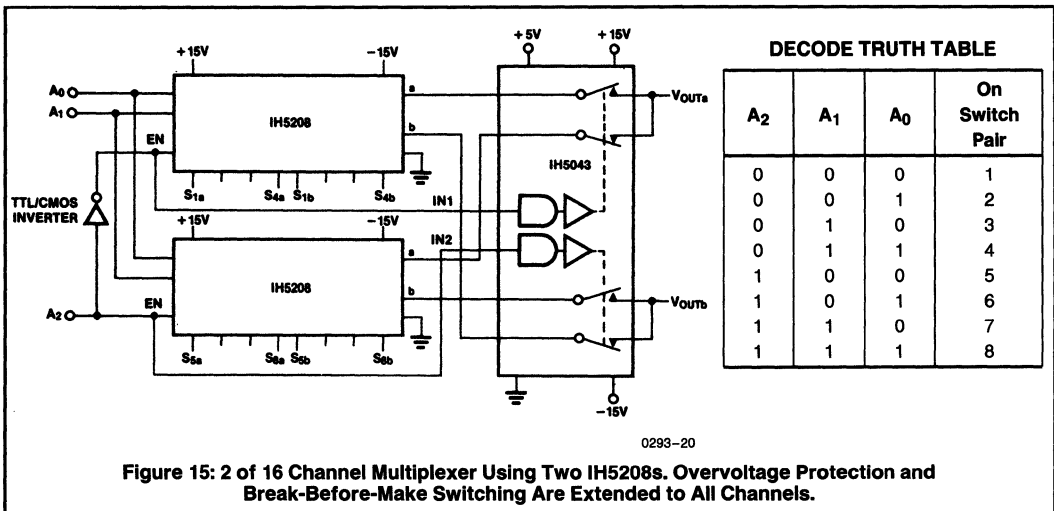 +15V
-15V
+5V
+15V
A0
A1
EN
IH5208
a
b
S1a
S4a
S1b
S4b
TTL/CMOS
INVERTER
+15V
-15V
IN1
IN2
IH5043
VOUTa
A2
EN
IH5208
a
b
S5a
S6a
S5b
S6b
VOUTb
-15V
DECODE TRUTH TABLE
A2 A1 A0 On Switch Pair
0 0 0 1
0 0 1 2
0 1 0 3
0 1 1 4
1 0 0 5
1 0 1 6
1 1 0 7
1 1 1 8
0293-20
Figure 15: 2 of 16 Channel Multiplexer Using Two IH5208s. Overvoltage Protection and
Break-Before-Make Switching Are Extended to All Channels.